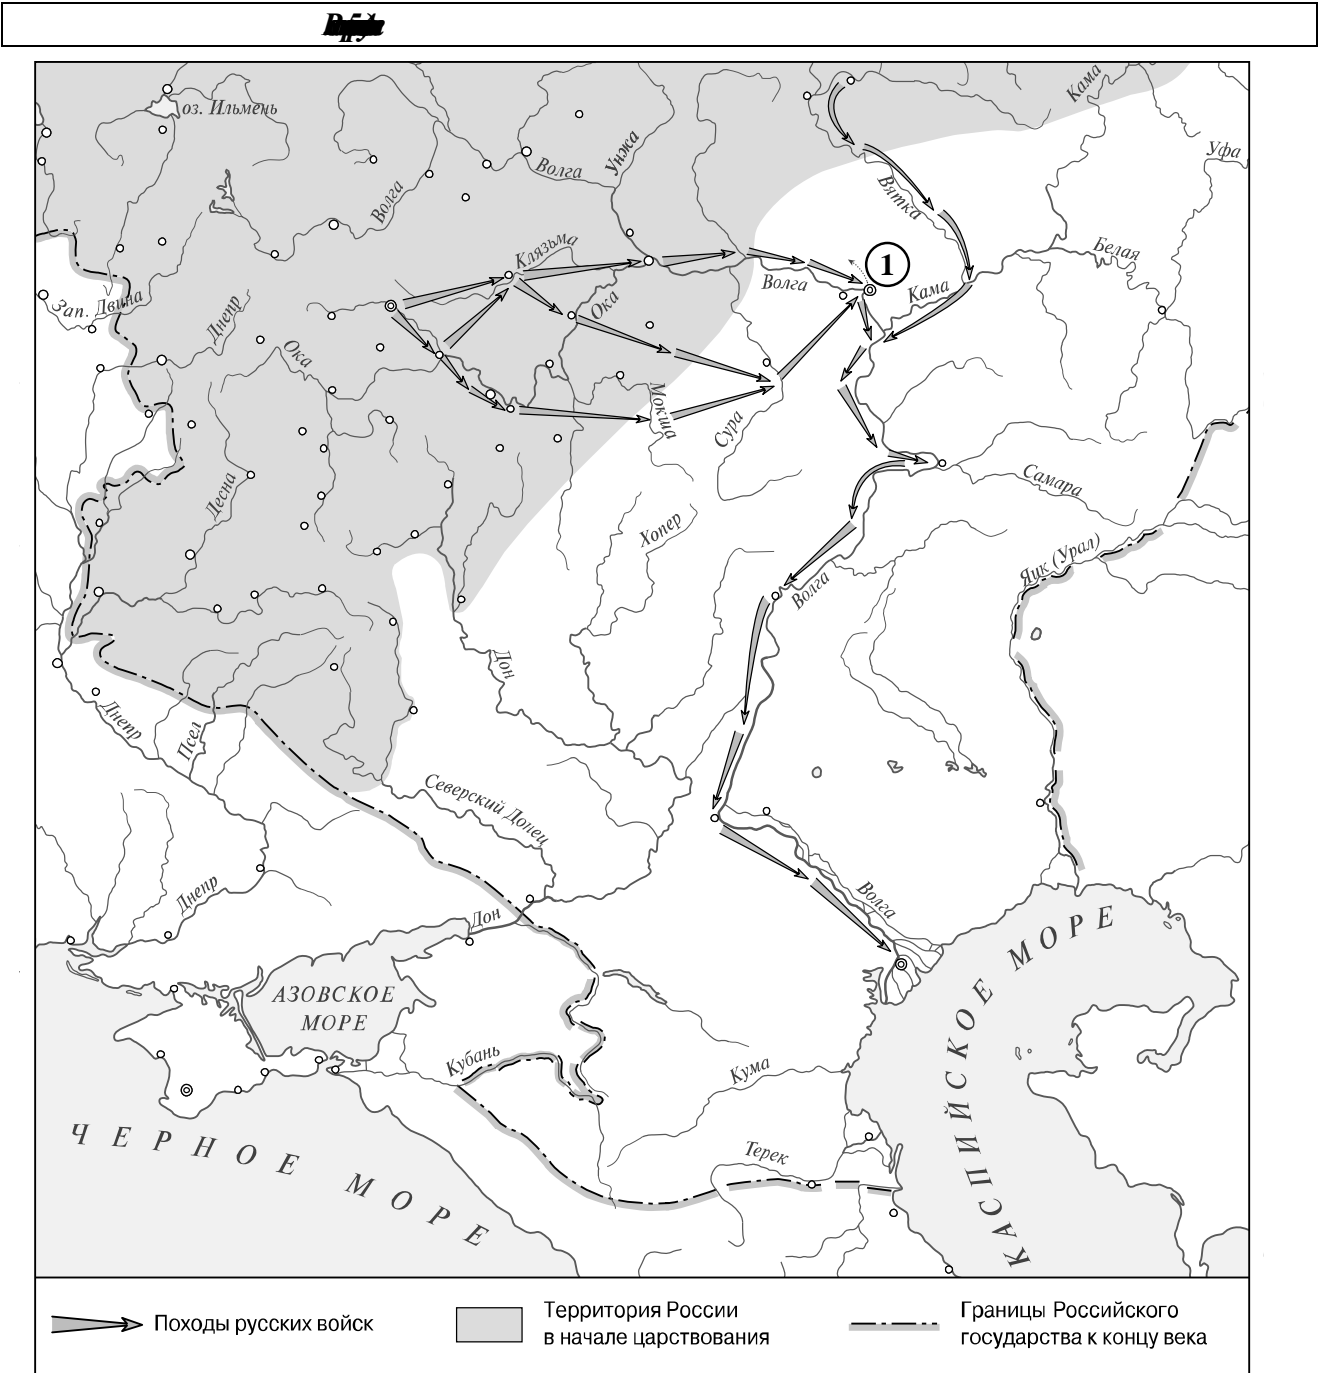 Кама
оз. Ильмень
Уфа
Унжа
Волга
Волга
Вятка
Клязьма
Белая
1
Волга
Кама
Зап. Двина
Днепр
Ока
Ока
Мокша
Сура
Самара
Десна
Хопер
Яик (Урал)
Волга
Дон
Днепр
Псел
Северский Донец
Днепр
Волга
Дон
КАСПИЙСКОЕ МОРЕ
АЗОВСКОЕ
МОРЕ
Кубань
Кума
ЧЕРНОЕ МОРЕ
Терек
Походы русских войск
Территория России
в начале царствования
Границы Российского
государства к концу века